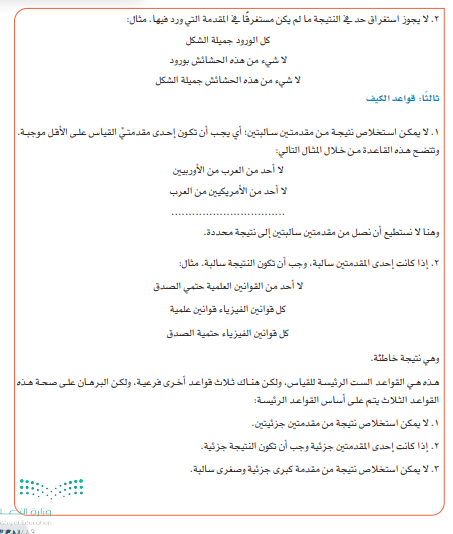 ٢. لا يجوز استغراق حد في النتيجة ما لم يكن مستغرقًا في المقدمة التي ورد فيها. مثال:
كل الورود جميلة الشكل
لا شيء من هذه الحشائش بورود
لا شيء من هذه الحشائش جميلة الشكل
ثالثًا: قواعد الكيف
١. لا يمكن استخلاص نتيجة من مقدمتين سالبتين؛ أي يجب أن تكون إحدى مقدمتيّ القياس على الأقل موجبة.
وتتضح هذه القاعدة من خلال المثال التالي:
لا أحد من العرب من الأوربيين
لا أحد من الأمريكيين من العرب
.................................
وهنا لا نستطيع أن نصل من مقدمتين سالبتين إلى نتيجة محددة.
٢. إذا كانت إحدى المقدمتين سالبة، وجب أن تكون النتيجة سالبة. مثال:
لا أحد من القوانين العلمية حتمي الصدق
كل قوانين الفيزياء قوانين علمية
كل قوانين الفيزياء حتمية الصدق
وهي نتيجة خاطئة.
هذه هي القواعد الست الرئيسة للقياس، ولكن هناك ثلاث قواعد أخرى فرعية، ولكن البرهان على صحة هذه
القواعد الثلاث يتم على أساس القواعد الرئيسة:
١. لا يمكن استخلاص نتيجة من مقدمتين جزئيتين.
٢. إذا كانت إحدى المقدمتين جزئية وجب أن تكون النتيجة جزئية.
٣. لا يمكن استخلاص نتيجة من مقدمة كبرى جزئية وصغرى سالبة.
وزارة